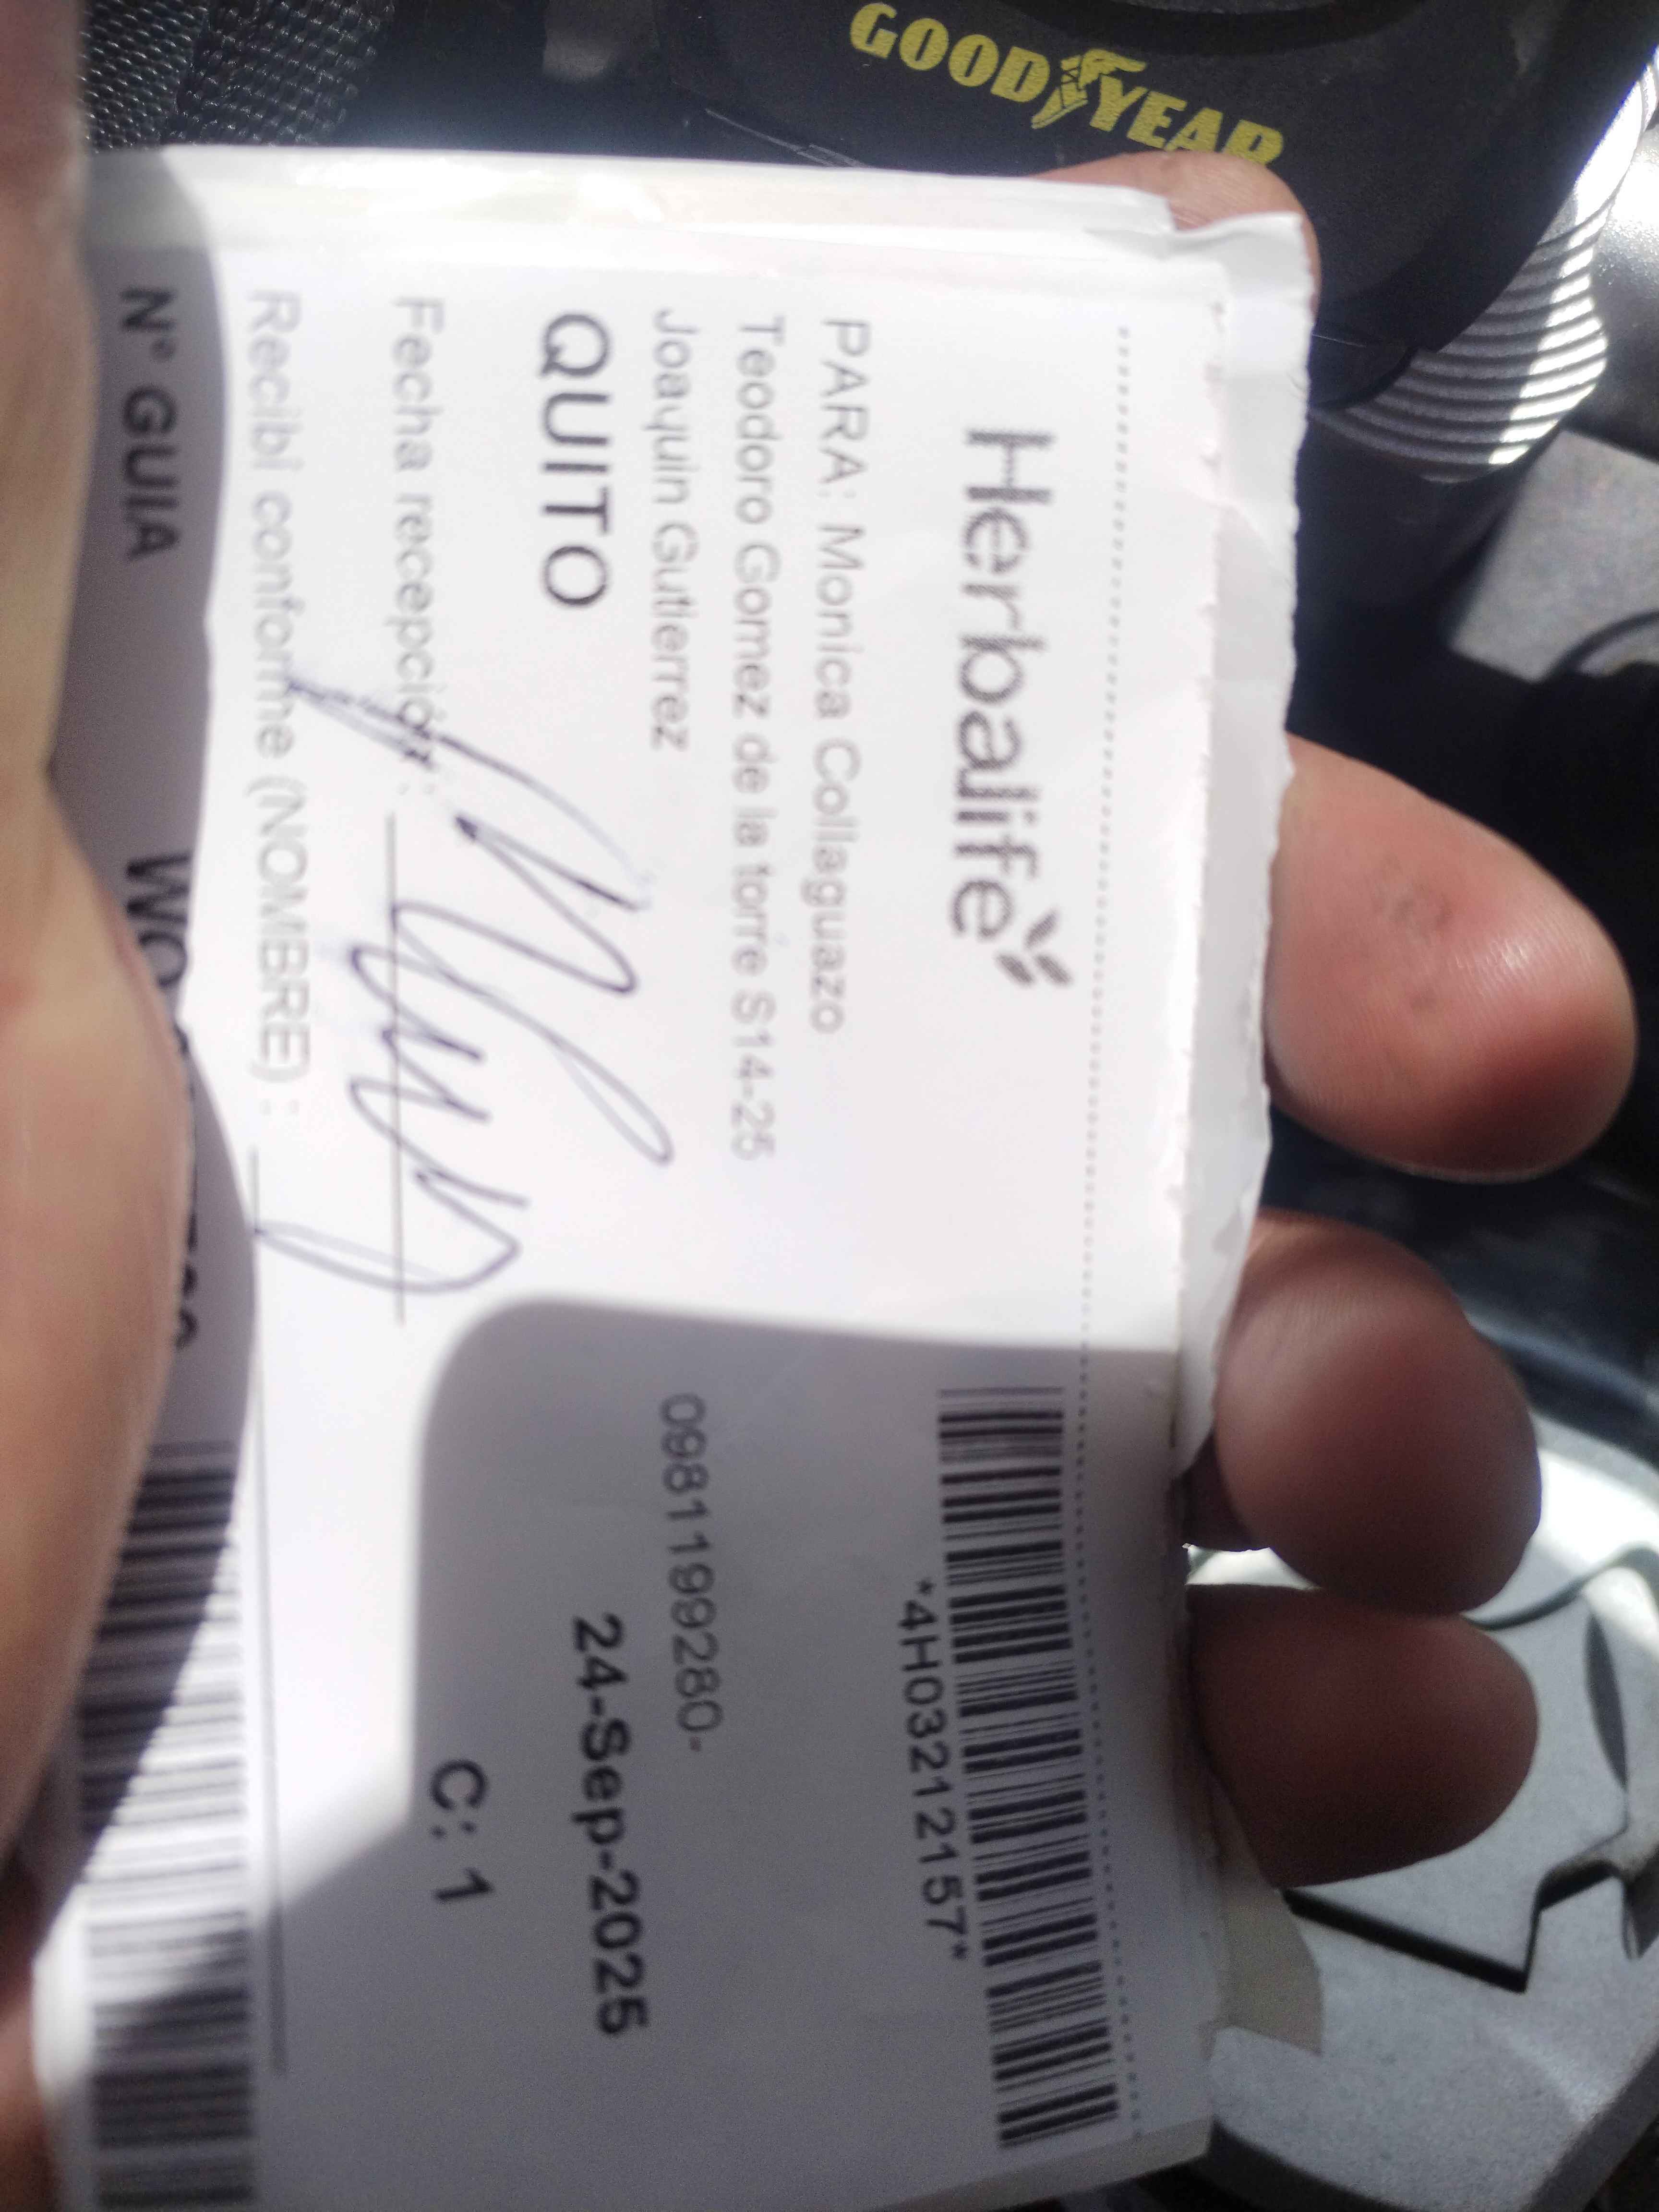 GOODYEAR
Herbalife
*4H03212157*
PARA: Monica Collaguazo
Teodoro Gomez de la torre S14-25
Joaquin Gutierrez
0981199280-
QUITO
24-Sep-2025
Fecha recepción:
C: 1
Recibí conforme (NOMBRE) :
N° GUIA